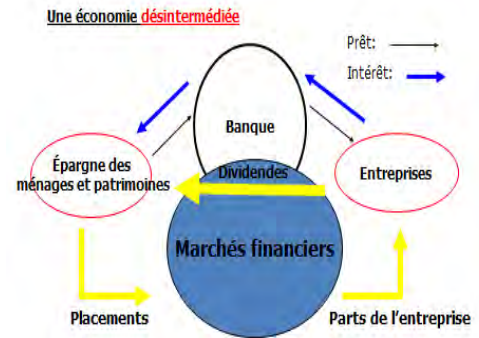 Une économie désintermédiée
Prêt:
Intérêt:
Banque
Épargne des
ménages et patrimoines
Dividendes
Entreprises
Marchés financiers
Placements
Parts de l'entreprise